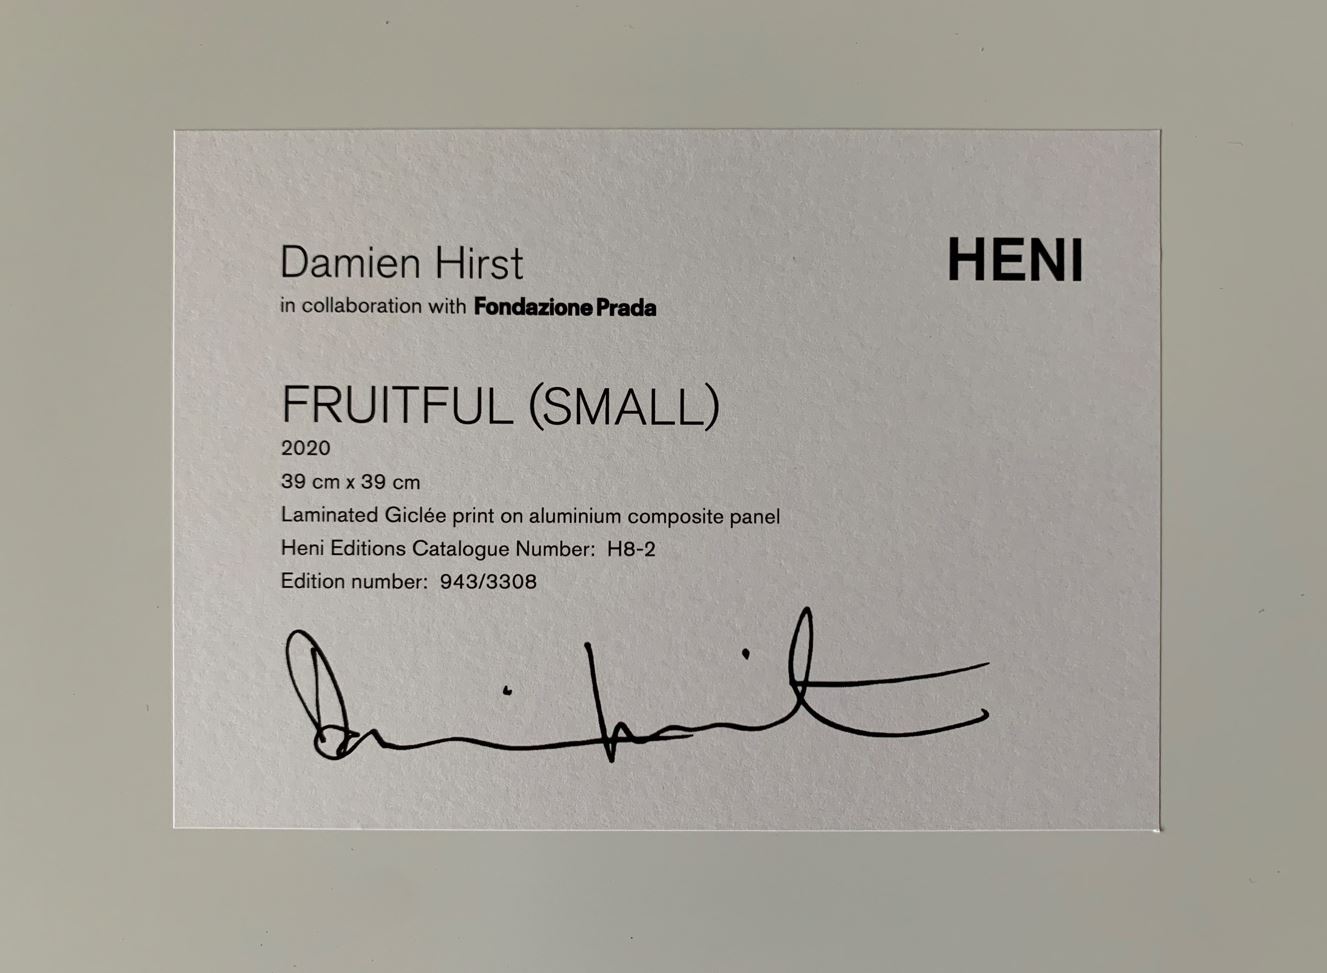 Damien Hirst
HENI
in collaboration with Fondazione Prada
FRUITFUL (SMALL)
2020
39 cm x 39 cm
Laminated Giclée print on aluminium composite panel
Heni Editions Catalogue Number: H8-2
Edition number: 943/3308